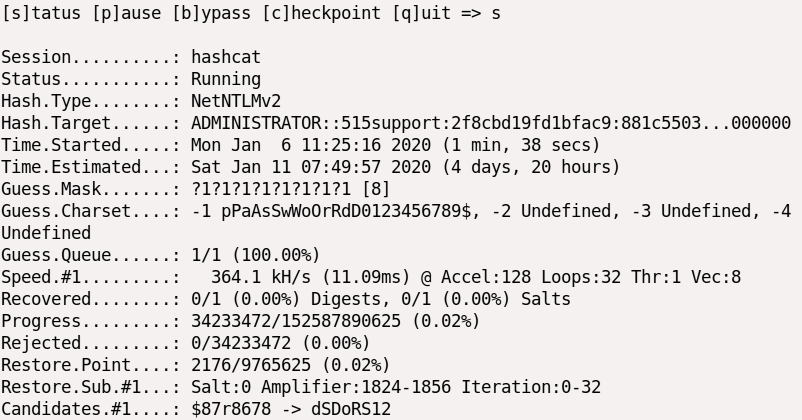 [s]tatus [p]ause [b]ypass [c]heckpoint [q]uit => s
Session..........: hashcat
Status...........: Running
Hash.Type........: NetNTLMv2
Hash.Target......: ADMINISTRATOR::515support:2f8cbd19fd1bfac9:881c5503...000000
Time.Started.....: Mon Jan  6 11:25:16 2020 (1 min, 38 secs)
Time.Estimated...: Sat Jan 11 07:49:57 2020 (4 days, 20 hours)
Guess.Mask.......: ?1?1?1?1?1?1?1?1 [8]
Guess.Charset....: -1 pPaAsSwWoOrRdD0123456789$, -2 Undefined, -3 Undefined, -4
Undefined
Guess.Queue......: 1/1 (100.00%)
Speed.#1.........:   364.1 kH/s (11.09ms) @ Accel:128 Loops:32 Thr:1 Vec:8
Recovered........: 0/1 (0.00%) Digests, 0/1 (0.00%) Salts
Progress.........: 34233472/152587890625 (0.02%)
Rejected.........: 0/34233472 (0.00%)
Restore.Point....: 2176/9765625 (0.02%)
Restore.Sub.#1...: Salt:0 Amplifier:1824-1856 Iteration:0-32
Candidates.#1....: $87r8678 -> dSDoRS12